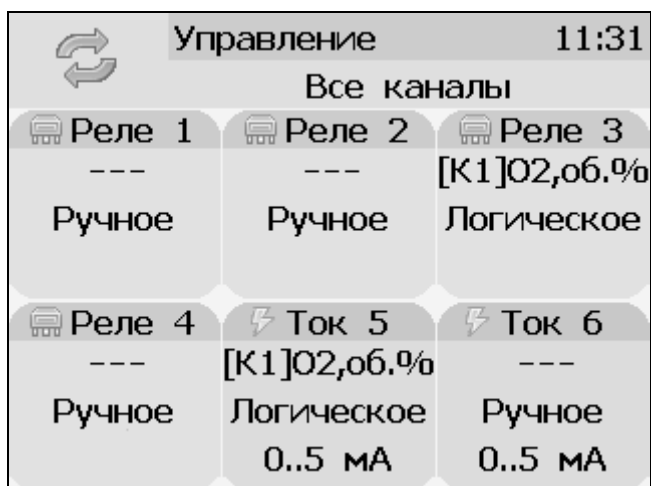 Управление 11:31
Все каналы
Реле 1 Реле 2 Реле 3
--- --- [К1]О2,об.%
Ручное Ручное Логическое
Реле 4 Ток 5 Ток 6
--- [К1]О2,об.% ---
Ручное Логическое Ручное
0..5 мА 0..5 мА